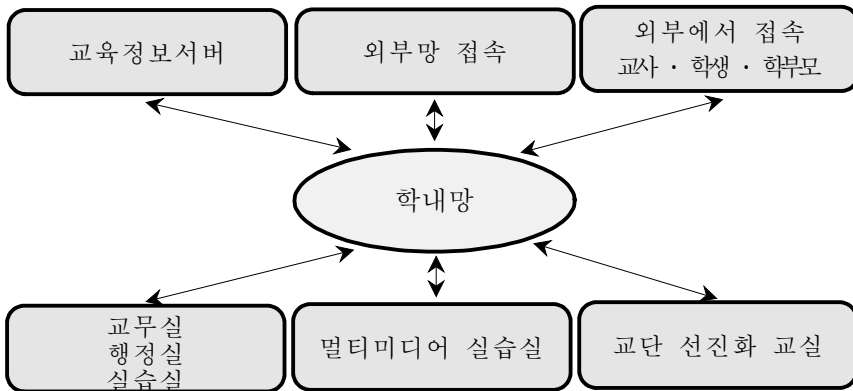 교육정보서버
외부망 접속
외부에서 접속
교사 · 학생 · 학부모
학내망
교무실
행정실
실습실
멀티미디어 실습실
교단 선진화 교실